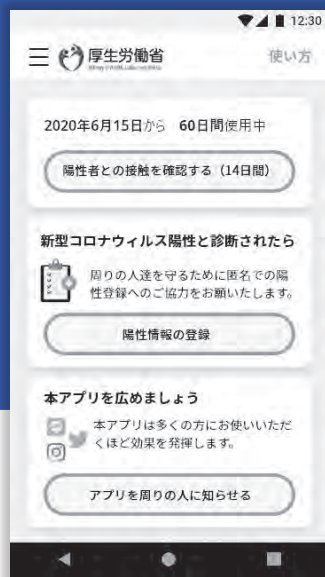 12:30
厚生労働省
使い方
2020年6月15日から 60日間使用中
陽性者との接触を確認する（14日間）
新型コロナウィルス陽性と診断されたら
周りの人達を守るために匿名での陽
性登録へのご協力をお願いいたします。
陽性情報の登録
本アプリを広めましょう
本アプリは多くの方にお使いいただ
くほど効果を発揮します。
アプリを周りの人に知らせる